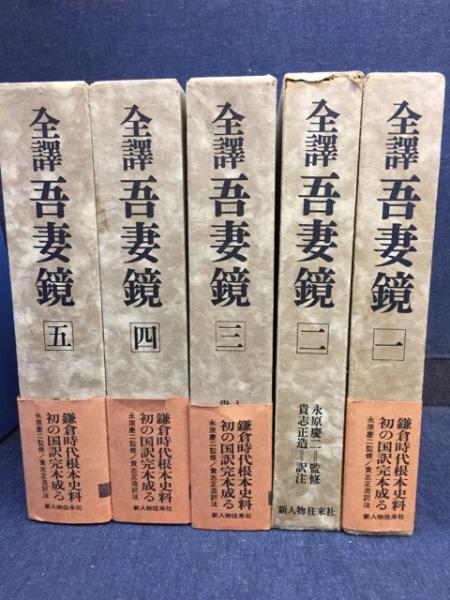 全譯 吾妻鏡 五
鎌倉時代根本史料
初の国訳完本成る
永原慶二監修/貴志正造訳注
新人物往来社
全譯 吾妻鏡 四
鎌倉時代根本史料
初の国訳完本成る
永原慶二監修/貴志正造訳注
新人物往来社
全譯 吾妻鏡 三
鎌倉時代根本史料
初の国訳完本成る
永原慶二監修/貴志正造訳注
新人物往来社
全譯 吾妻鏡 二
永原慶二=監修
貴志正造=訳注
新人物往来社
全譯 吾妻鏡 一
鎌倉時代根本史料
初の国訳完本成る
永原慶二監修/貴志正造訳注
新人物往来社